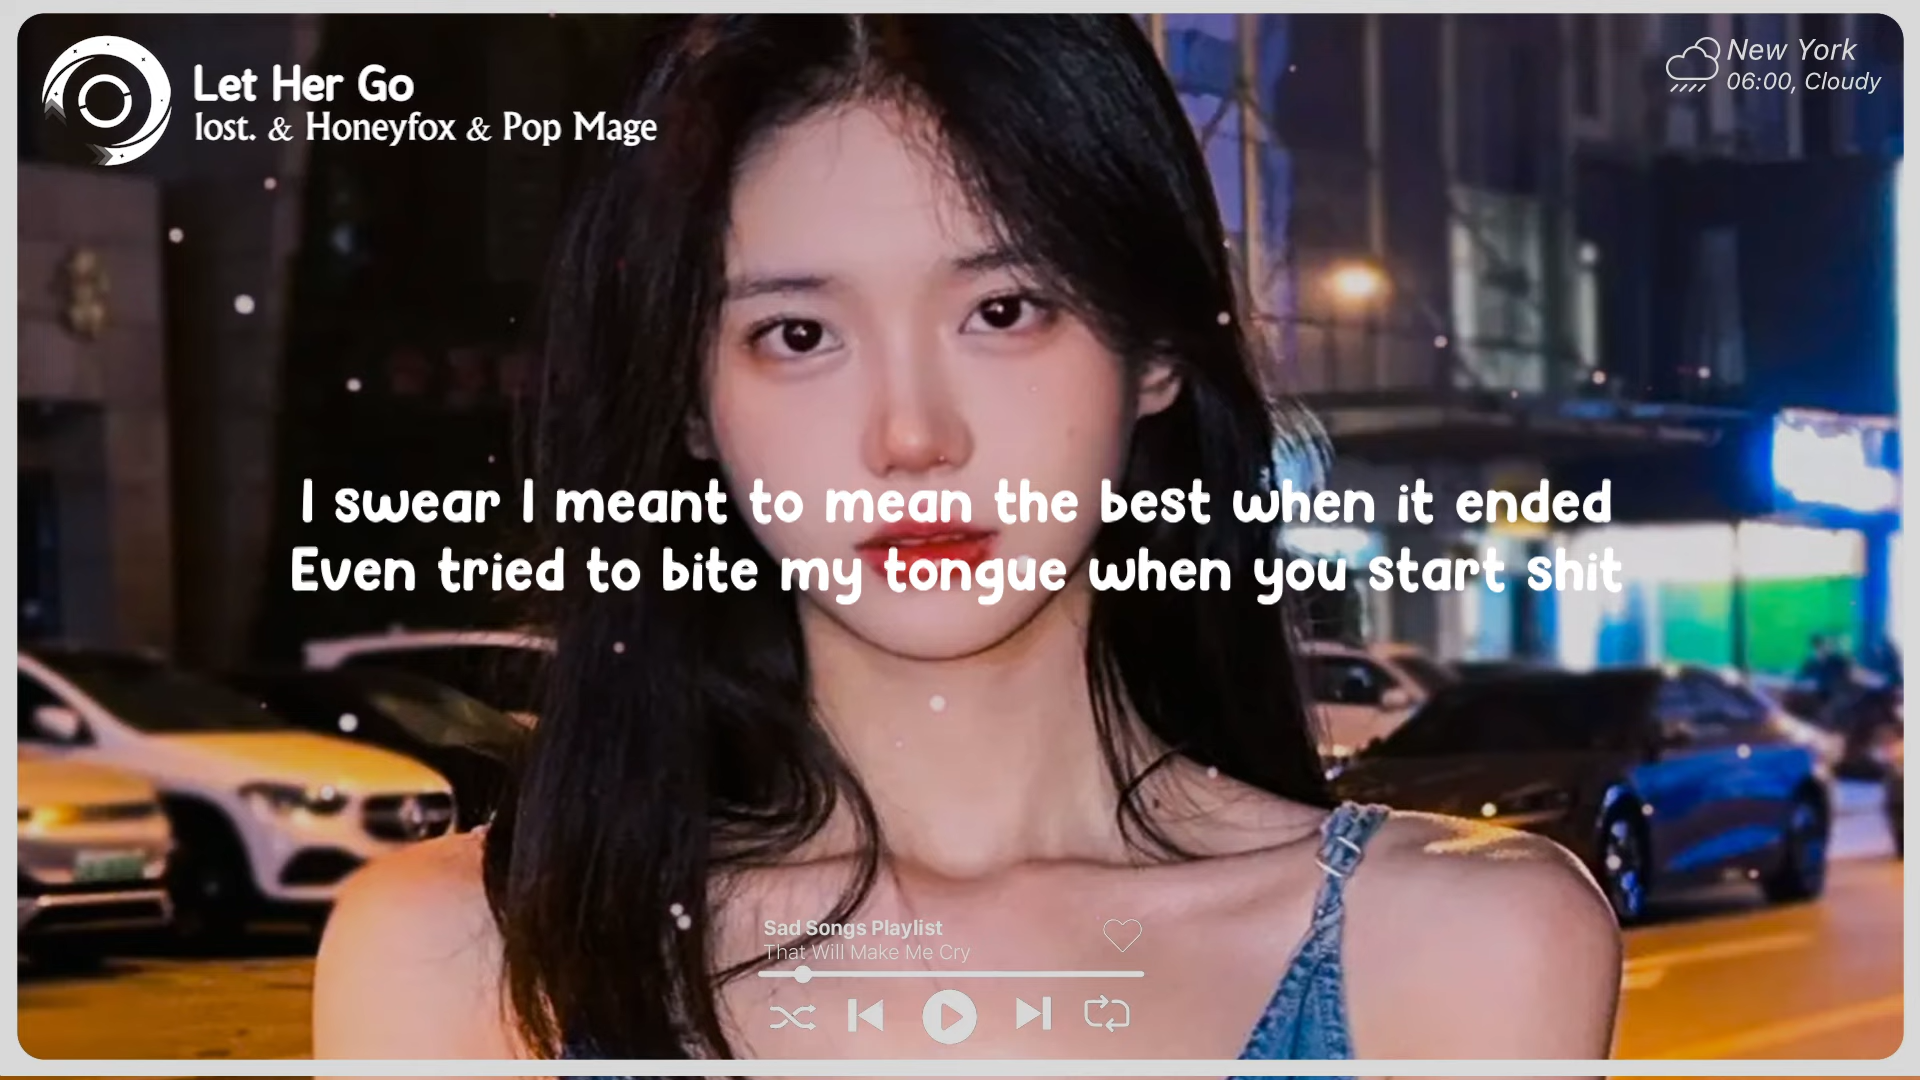 Let Her Go
lost. & Honeyfox & Pop Mage
New York
06:00, Cloudy
I swear I meant to mean the best when it ended
Even tried to bite my tongue when you start shit
Sad Songs Playlist
That Will Make Me Cry